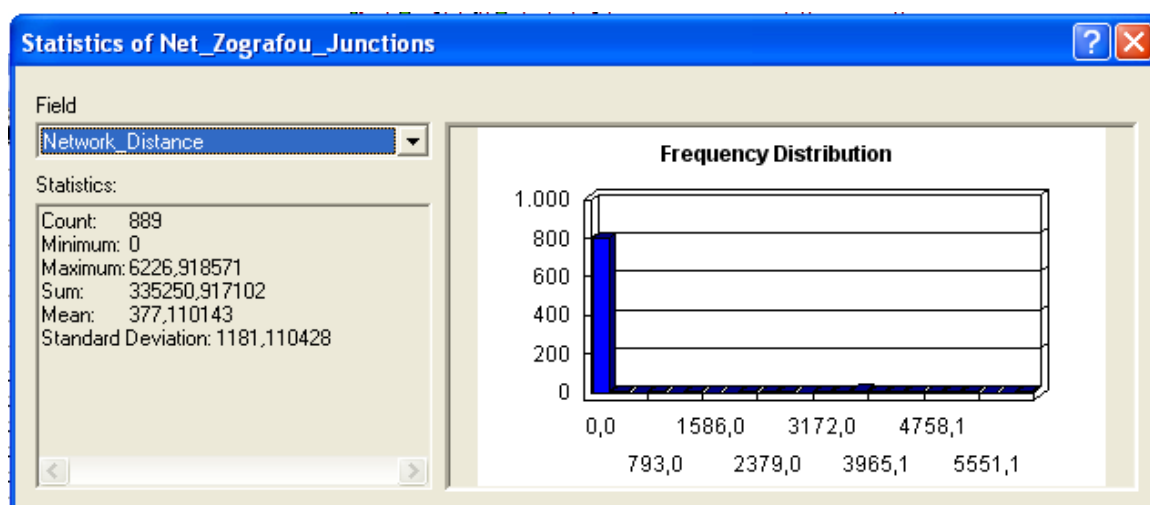 Statistics of Net_Zografou_Junctions
Field
Network_Distance
Statistics:
Count: 889
Minimum: 0
Maximum: 6226,918571
Sum: 335250,917102
Mean: 377,110143
Standard Deviation: 1181,110428
Frequency Distribution
1.000
800
600
400
200
0
0,0 1586,0 3172,0 4758,1
793,0 2379,0 3965,1 5551,1